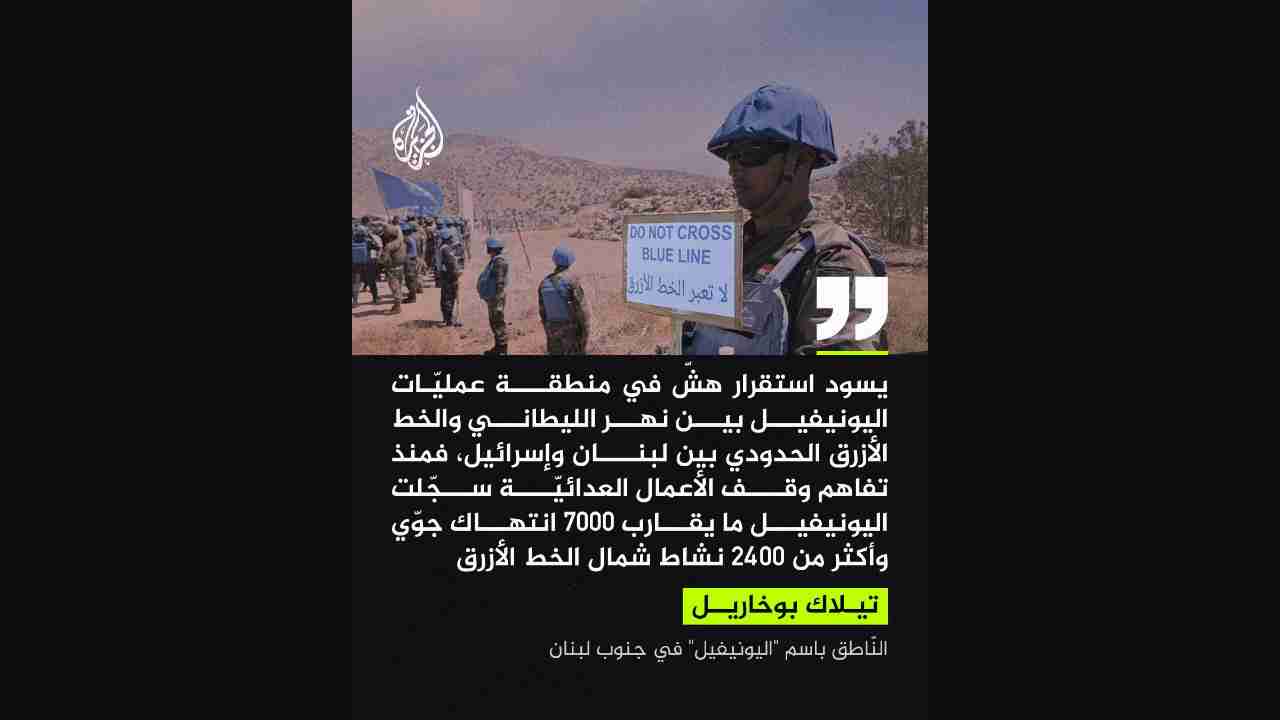 الجزيرة
DO NOT CROSS
BLUE LINE
لا تعبر الخط الأزرق
يسود استقرار هشّ في منطقة عمليّات
اليونيفيل بين نهر الليطاني والخط
الأزرق الحدودي بين لبنان وإسرائيل، فمنذ
تفاهم وقف الأعمال العدائيّة سجّلت
اليونيفيل ما يقارب 7000 انتهاك جوّي
وأكثر من 2400 نشاط شمال الخط الأزرق
تيلاك بوخاريل
النّاطق باسم "اليونيفيل" في جنوب لبنان